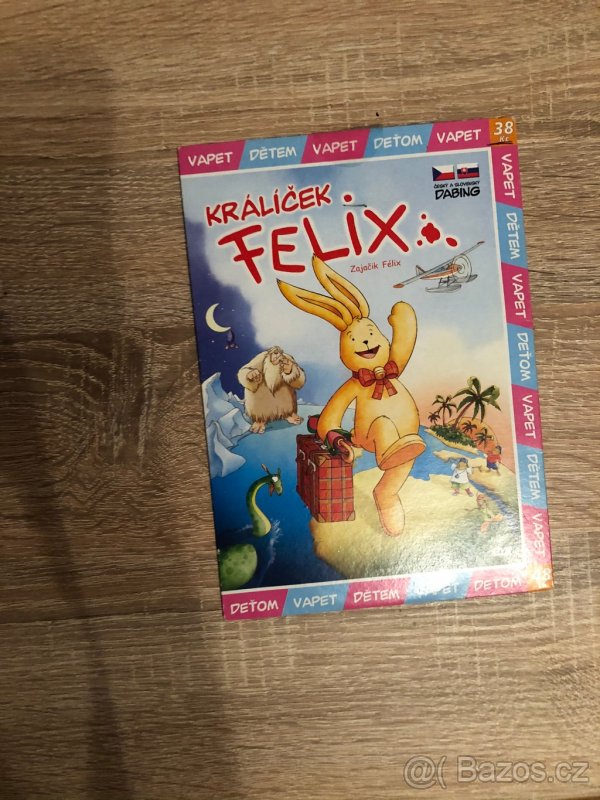 VAPET DĚTEM VAPET DEŤOM VAPET
38
Kč
ČESKÝ A SLOVENSKÝ
DABING
KRÁLÍČEK
FELIX
Zajačik Félix
VAPET
DĚTEM
VAPET
DEŤOM
VAPET
DĚTEM
VAPET
DEŤOM VAPET DĚTEM VAPET DEŤOM
@( Bazos.cz